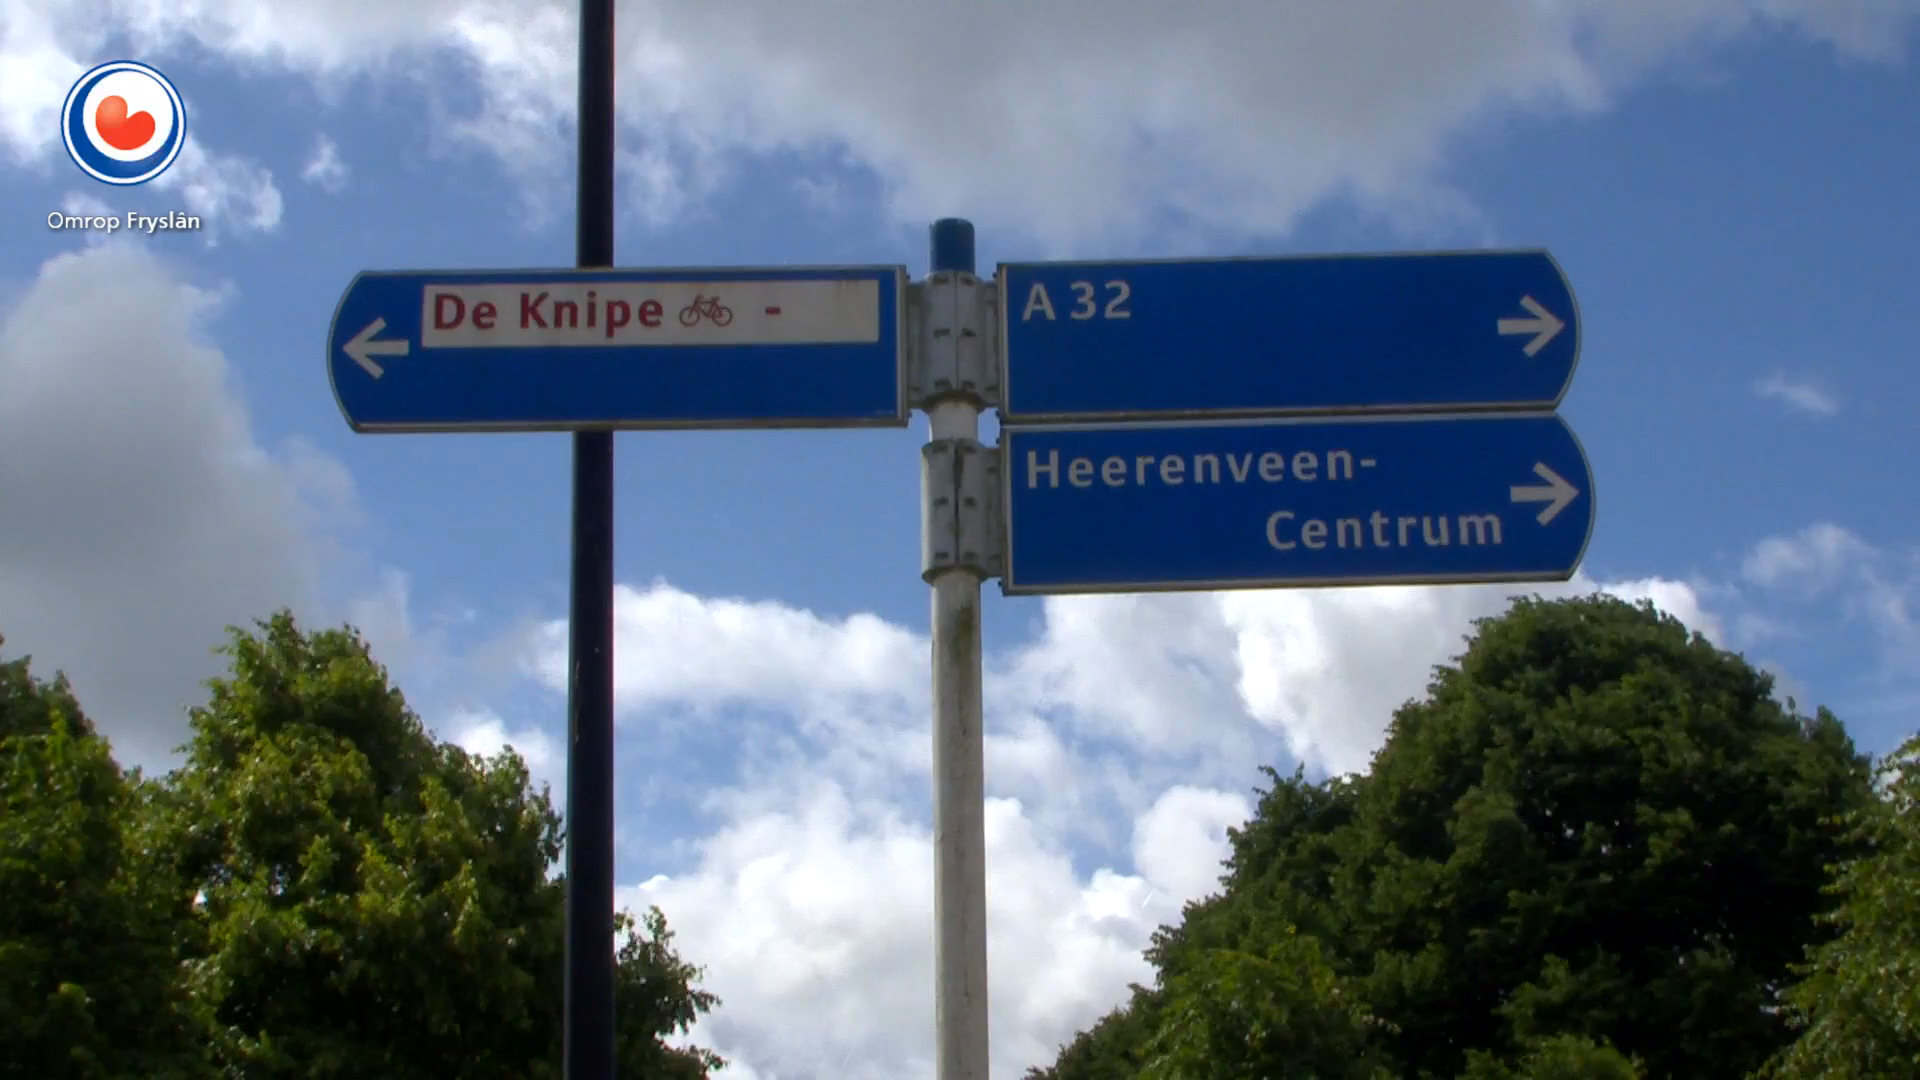 Omrop Fryslân
De Knipe -
A 32
Heerenveen-
Centrum